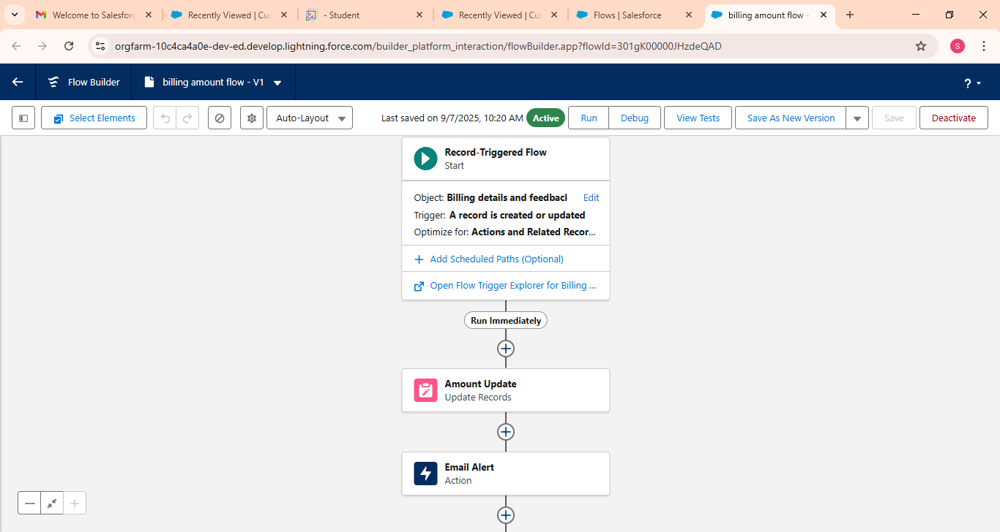 Welcome to Salesforc
Recently Viewed | Cus
- Student
Recently Viewed | Cus
Flows | Salesforce
billing amount flow -
orgfarm-10c4ca4a0e-dev-ed.develop.lightning.force.com/builder_platform_interaction/flowBuilder.app?flowId=301gK00000JHzdeQAD
S
Flow Builder
billing amount flow - V1
?
Select Elements
Auto-Layout
Last saved on 9/7/2025, 10:20 AM
Active
Run
Debug
View Tests
Save As New Version
Save
Deactivate
Record-Triggered Flow
Start
Object: Billing details and feedback
Edit
Trigger: A record is created or updated
Optimize for: Actions and Related Recor...
Add Scheduled Paths (Optional)
Open Flow Trigger Explorer for Billing ...
Run Immediately
Amount Update
Update Records
Email Alert
Action